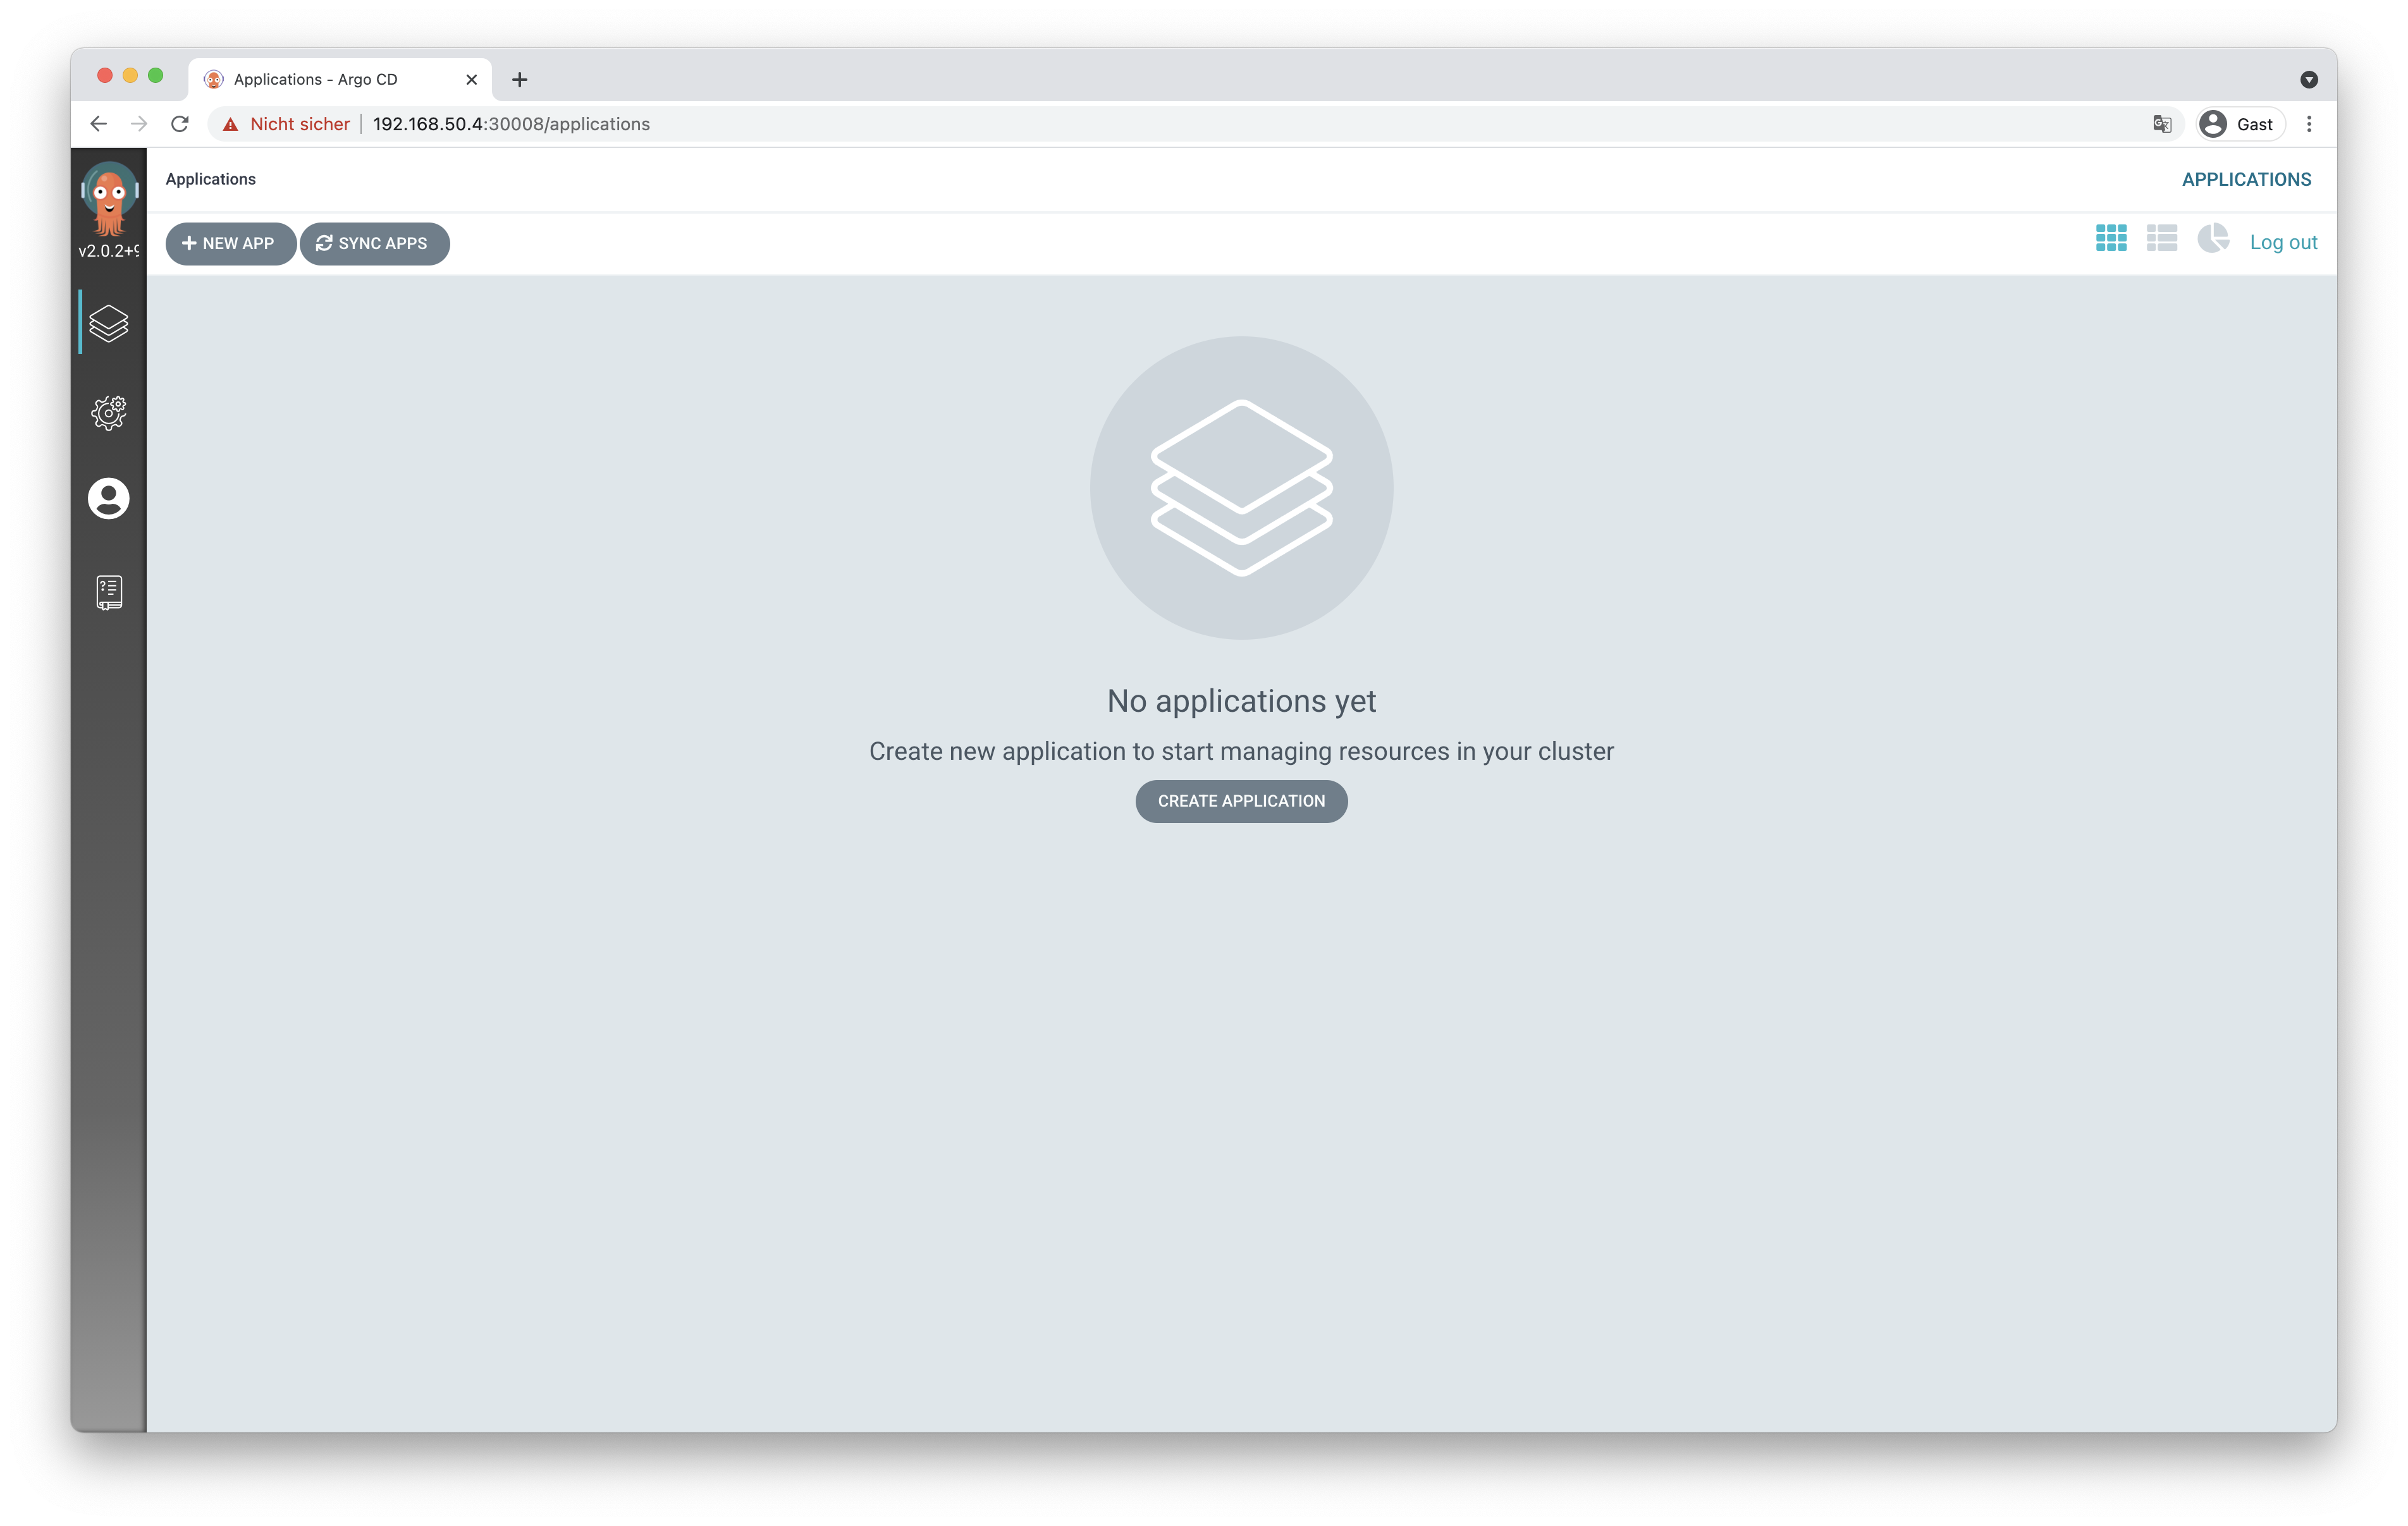 Applications - Argo CD
Nicht sicher 192.168.50.4:30008/applications
Gast
Applications
APPLICATIONS
v2.0.2+9
NEW APP
SYNC APPS
Log out
No applications yet
Create new application to start managing resources in your cluster
CREATE APPLICATION